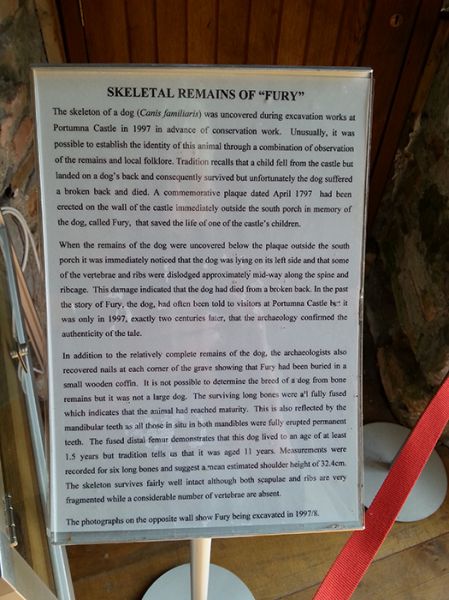 SKELETAL REMAINS OF "FURY"
The skeleton of a dog (Canis familiaris) was uncovered during excavation works at
Portumna Castle in 1997 in advance of conservation work. Unusually, it was
possible to establish the identity of this animal through a combination of observation
of the remains and local folklore. Tradition recalls that a child fell from the castle but
landed on a dog's back and consequently survived but unfortunately the dog suffered
a broken back and died. A commemorative plaque dated April 1797 had been
erected on the wall of the castle immediately outside the south porch in memory of
the dog, called Fury, that saved the life of one of the castle's children.
When the remains of the dog were uncovered below the plaque outside the south
porch it was immediately noticed that the dog was lying on its left side and that some
of the vertebrae and ribs were dislodged approximately mid-way along the spine and
ribcage. This damage indicated that the dog had died from a broken back. In the past
the story of Fury, the dog, had often been told to visitors at Portumna Castle but it
was only in 1997, exactly two centuries later, that the archaeology confirmed the
authenticity of the tale.
In addition to the relatively complete remains of the dog, the archaeologists also
recovered nails at each corner of the grave showing that Fury had been buried in a
small wooden coffin. It is not possible to determine the breed of a dog from bone
remains but it was not a large dog. The surviving long bones were all fully fused
which indicates that the animal had reached maturity. This is also reflected by the
mandibular teeth as all those in situ in both mandibles were fully erupted permanent
teeth. The fused distal femur demonstrates that this dog lived to an age of at least
1.5 years but tradition tells us that it was aged 11 years. Measurements were
recorded for six long bones and suggest a mean estimated shoulder height of 32.4cm.
The skeleton survives fairly well intact although both scapulae and ribs are very
fragmented while a considerable number of vertebrae are absent.
The photographs on the opposite wall show Fury being excavated in 1997/8.